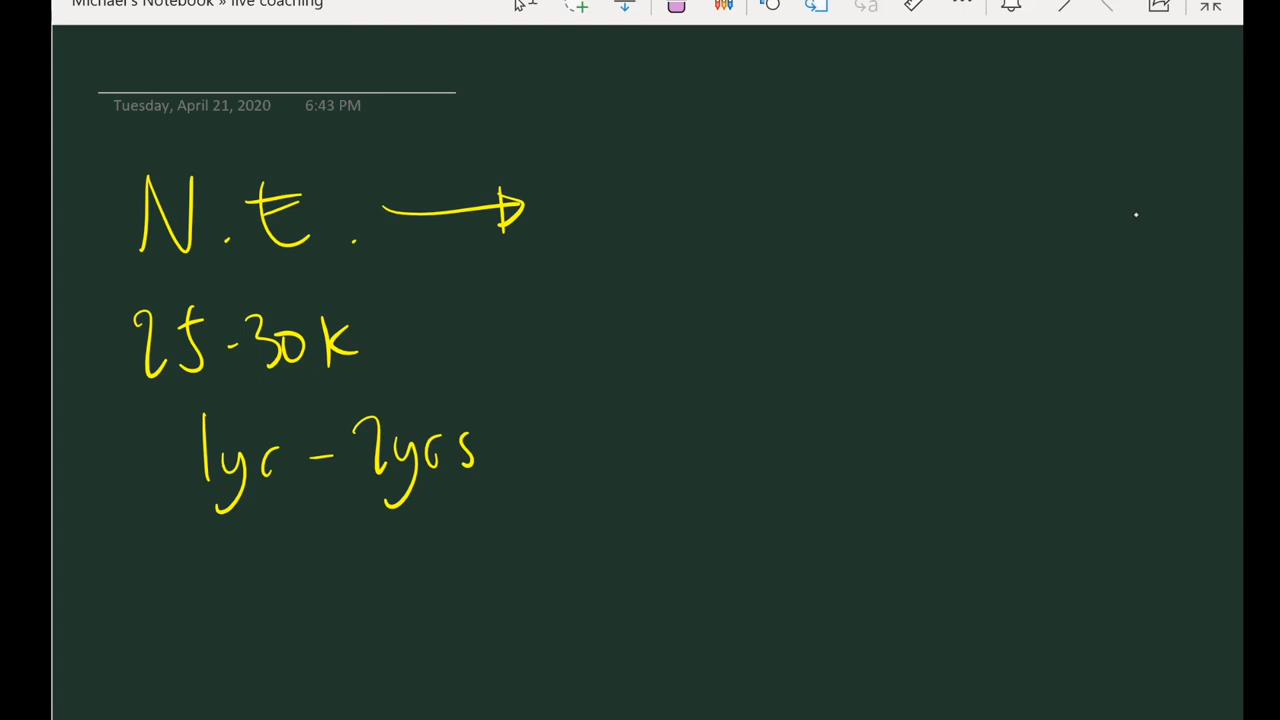 Michael's Notebook » live coaching
Tuesday, April 21, 2020 6:43 PM
N.E. →
25-30k
1yr - 2yrs